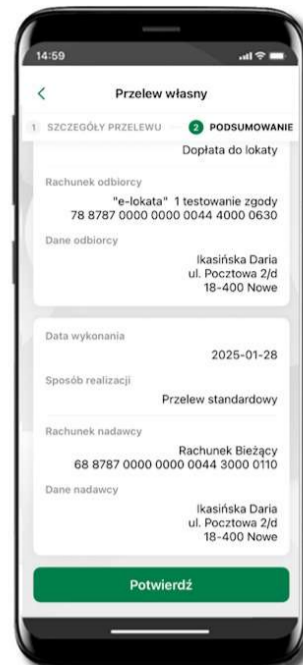 14:59
Przelew własny
1 SZCZEGÓŁY PRZELEWU 2 PODSUMOWANIE
Dopłata do lokaty
Rachunek odbiorcy
"e-lokata" 1 testowanie zgody
78 8787 0000 0000 0044 4000 0630
Dane odbiorcy
Ikasińska Daria
ul. Pocztowa 2/d
18-400 Nowe
Data wykonania
2025-01-28
Sposób realizacji
Przelew standardowy
Rachunek nadawcy
Rachunek Bieżący
68 8787 0000 0000 0044 3000 0110
Dane nadawcy
Ikasińska Daria
ul. Pocztowa 2/d
18-400 Nowe
Potwierdź